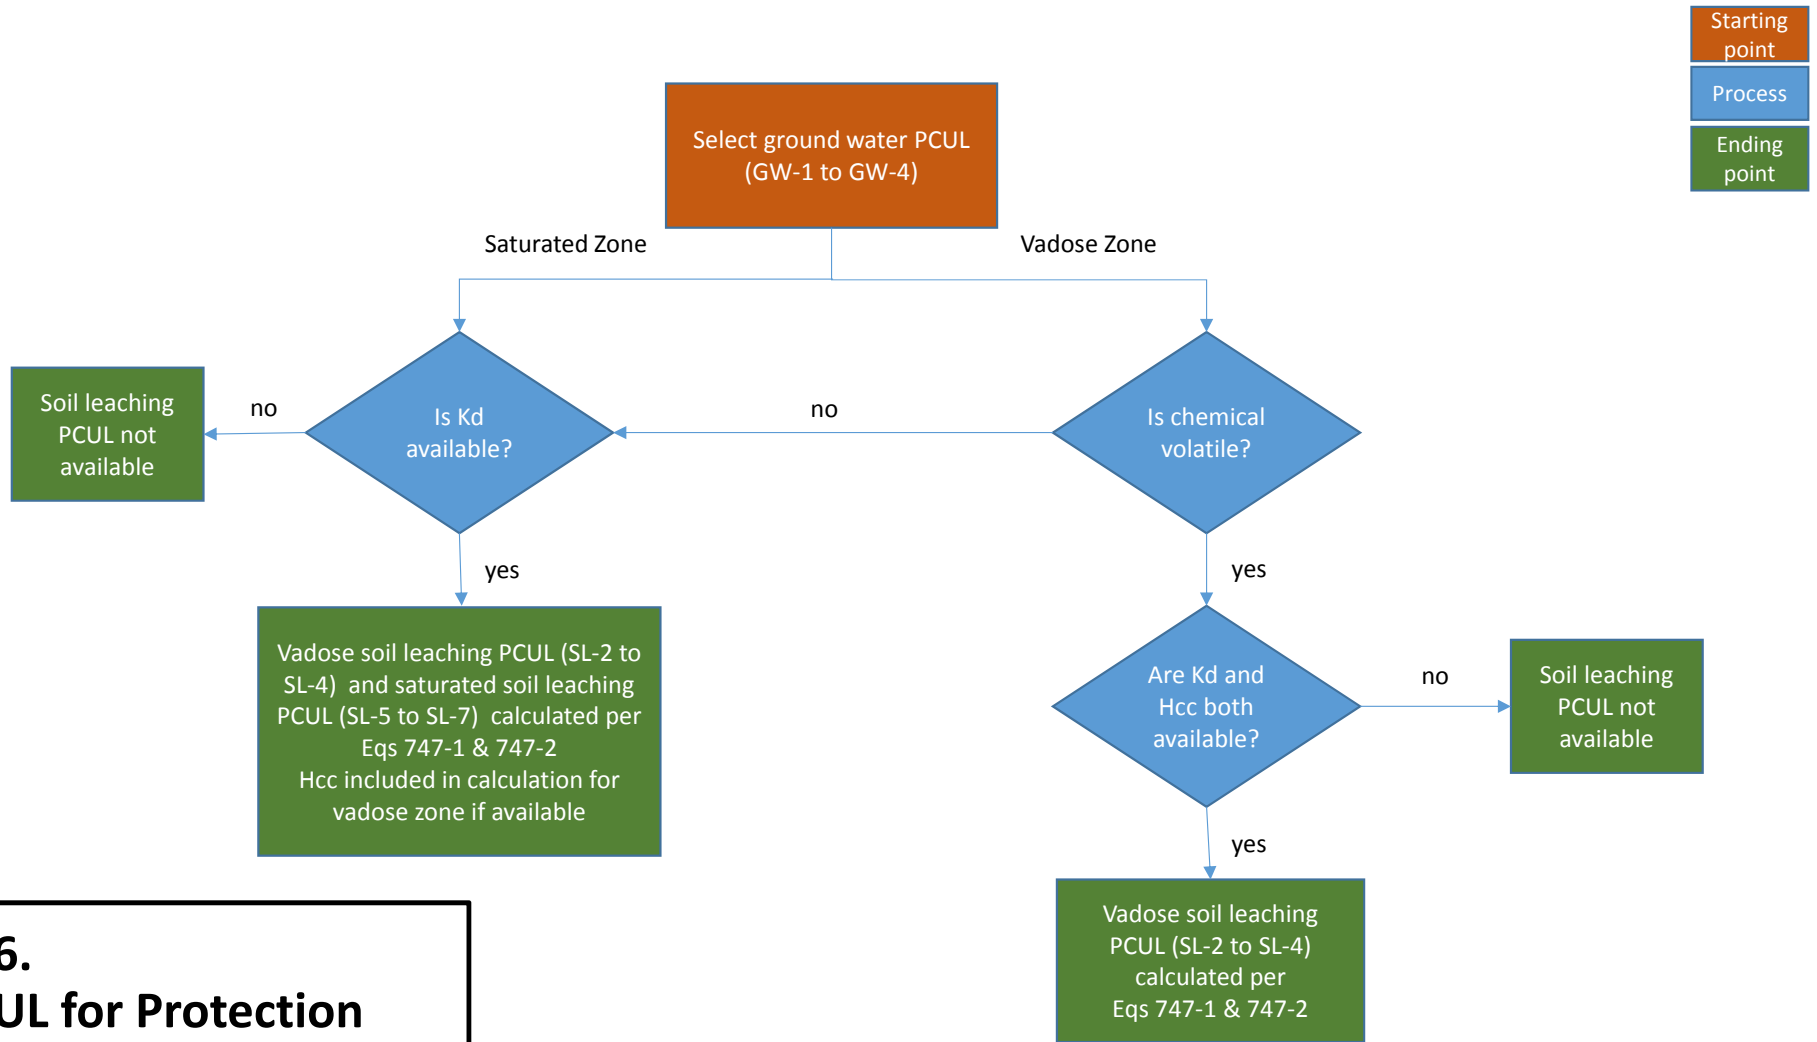 Starting
point
Process
Ending
point
Select ground water PCUL
(GW-1 to GW-4)
Saturated Zone
Vadose Zone
Soil leaching
PCUL not
available
no
Is Kd
available?
no
Is chemical
volatile?
yes
yes
Vadose soil leaching PCUL (SL-2 to
SL-4) and saturated soil leaching
PCUL (SL-5 to SL-7) calculated per
Eqs 747-1 & 747-2
Hcc included in calculation for
vadose zone if available
Are Kd and
Hcc both
available?
no
Soil leaching
PCUL not
available
yes
Vadose soil leaching
PCUL (SL-2 to SL-4)
calculated per
Eqs 747-1 & 747-2
6.
UL for Protection